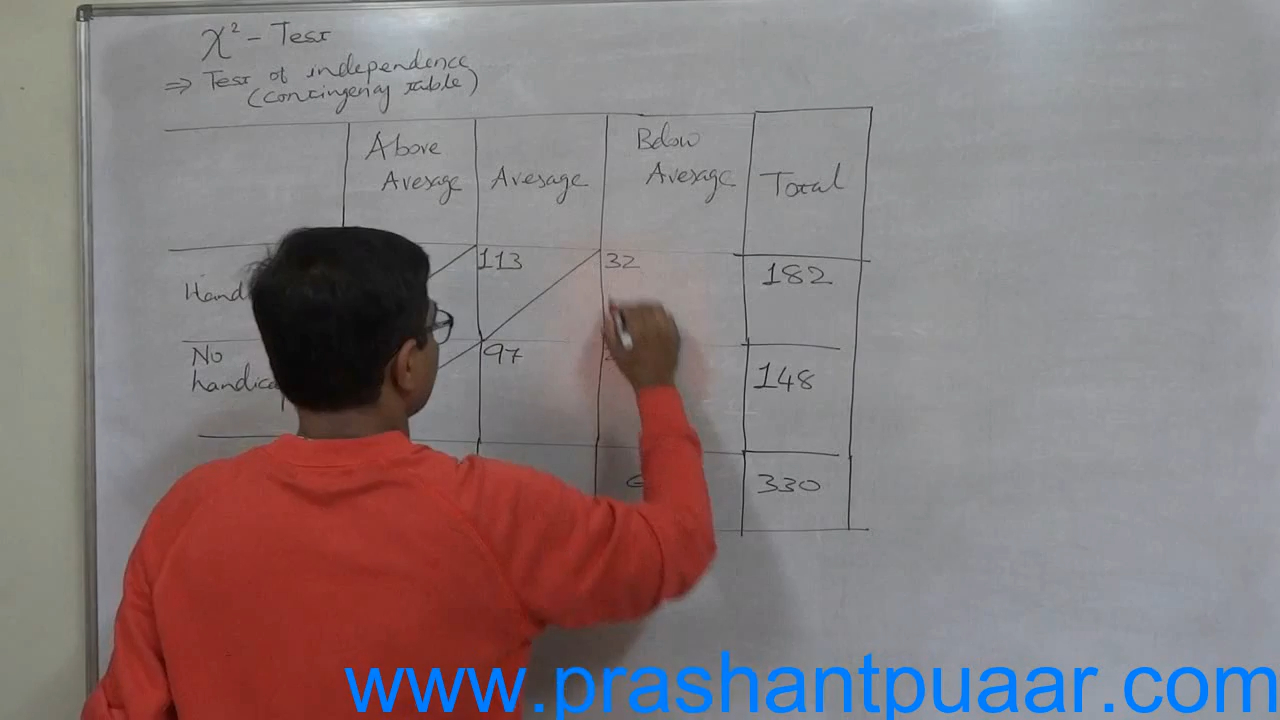 χ² - Test
⇒ Test of independence
(contingency table)
Above Average
Average
Below Average
Total
113
32
182
No
97
148
330
www.prashantpuaar.com